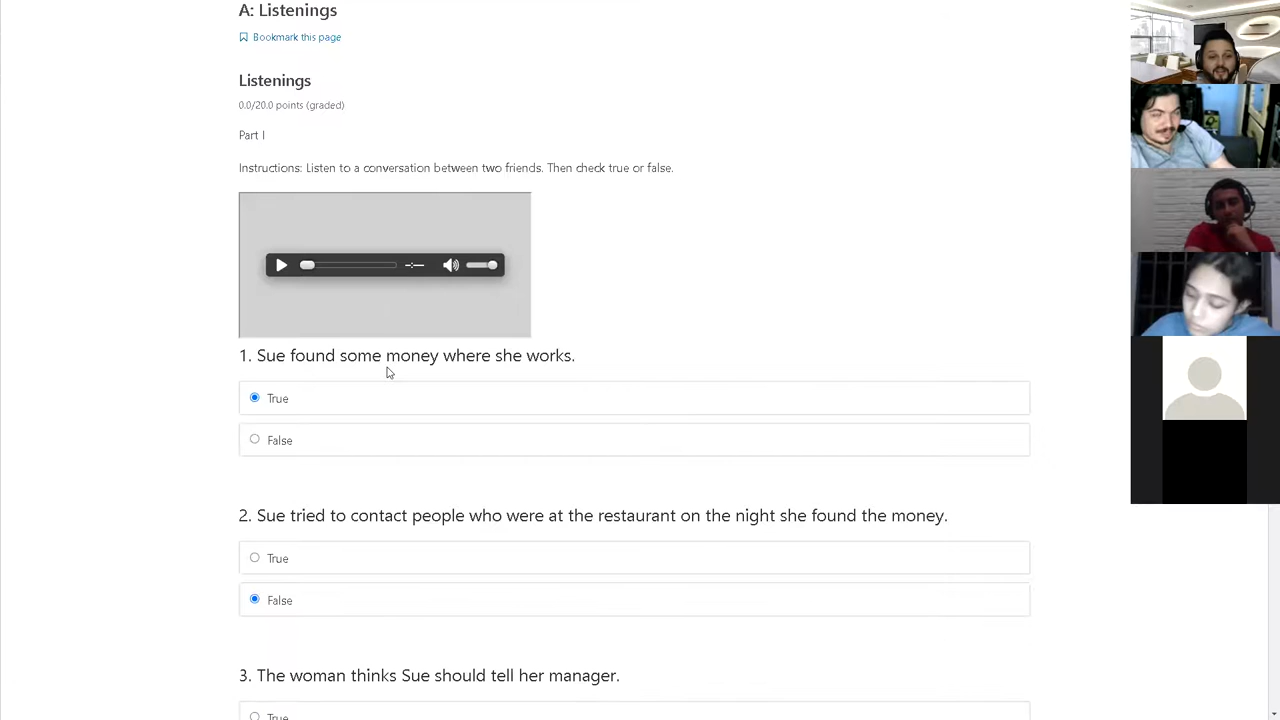 A: Listenings
Bookmark this page
Listenings
0.0/20.0 points (graded)
Part I
Instructions: Listen to a conversation between two friends. Then check true or false.
1. Sue found some money where she works.
True
False
2. Sue tried to contact people who were at the restaurant on the night she found the money.
True
False
3. The woman thinks Sue should tell her manager.
True